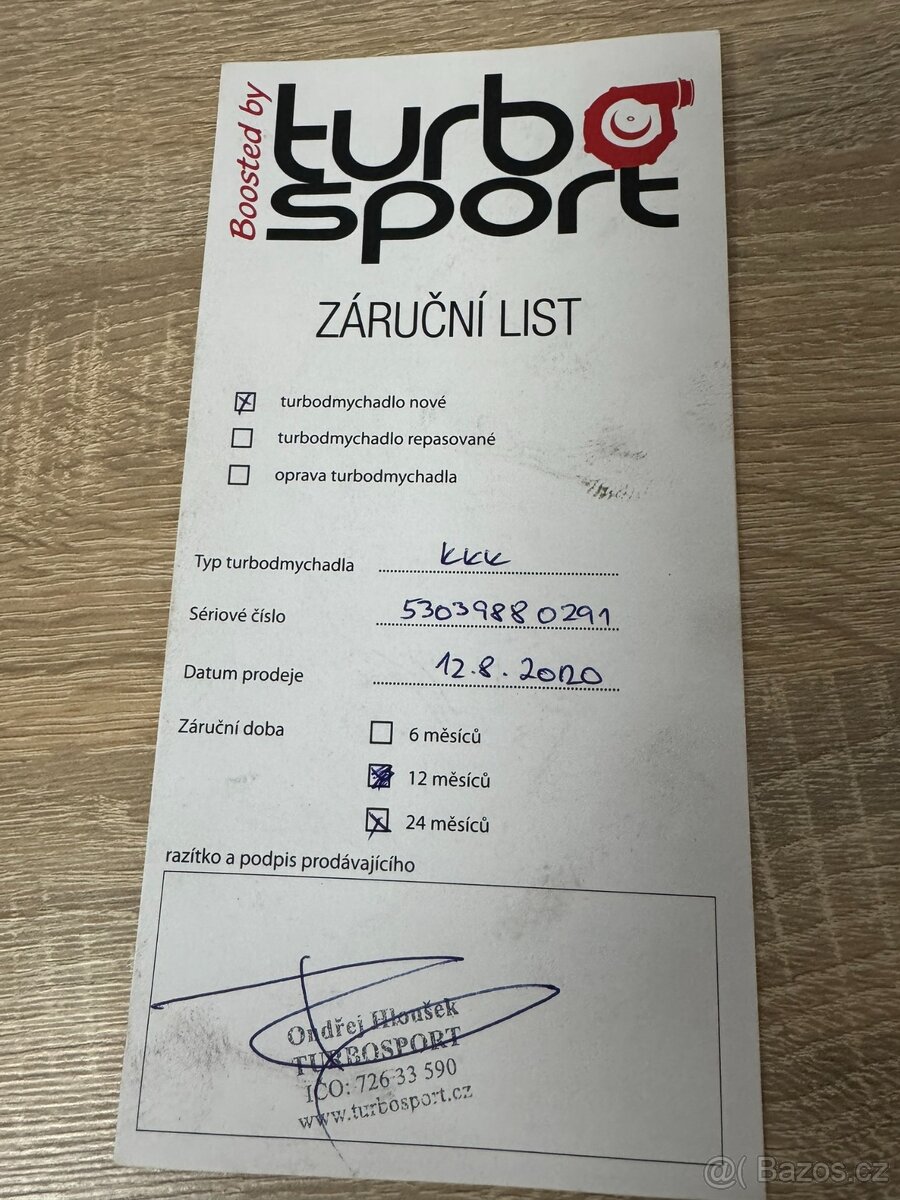 Boosted by
turbo
sport
ZÁRUČNÍ LIST
turbodmychadlo nové
turbodmychadlo repasované
oprava turbodmychadla
Typ turbodmychadla KKK
Sériové číslo 53039880291
Datum prodeje 12.8.2020
Záruční doba 6 měsíců
12 měsíců
24 měsíců
razítko a podpis prodávajícího
Ondřej Hloušek
TURBOSPORT
IČO: 726 33 590
www.turbosport.cz
@( Bazos.cz